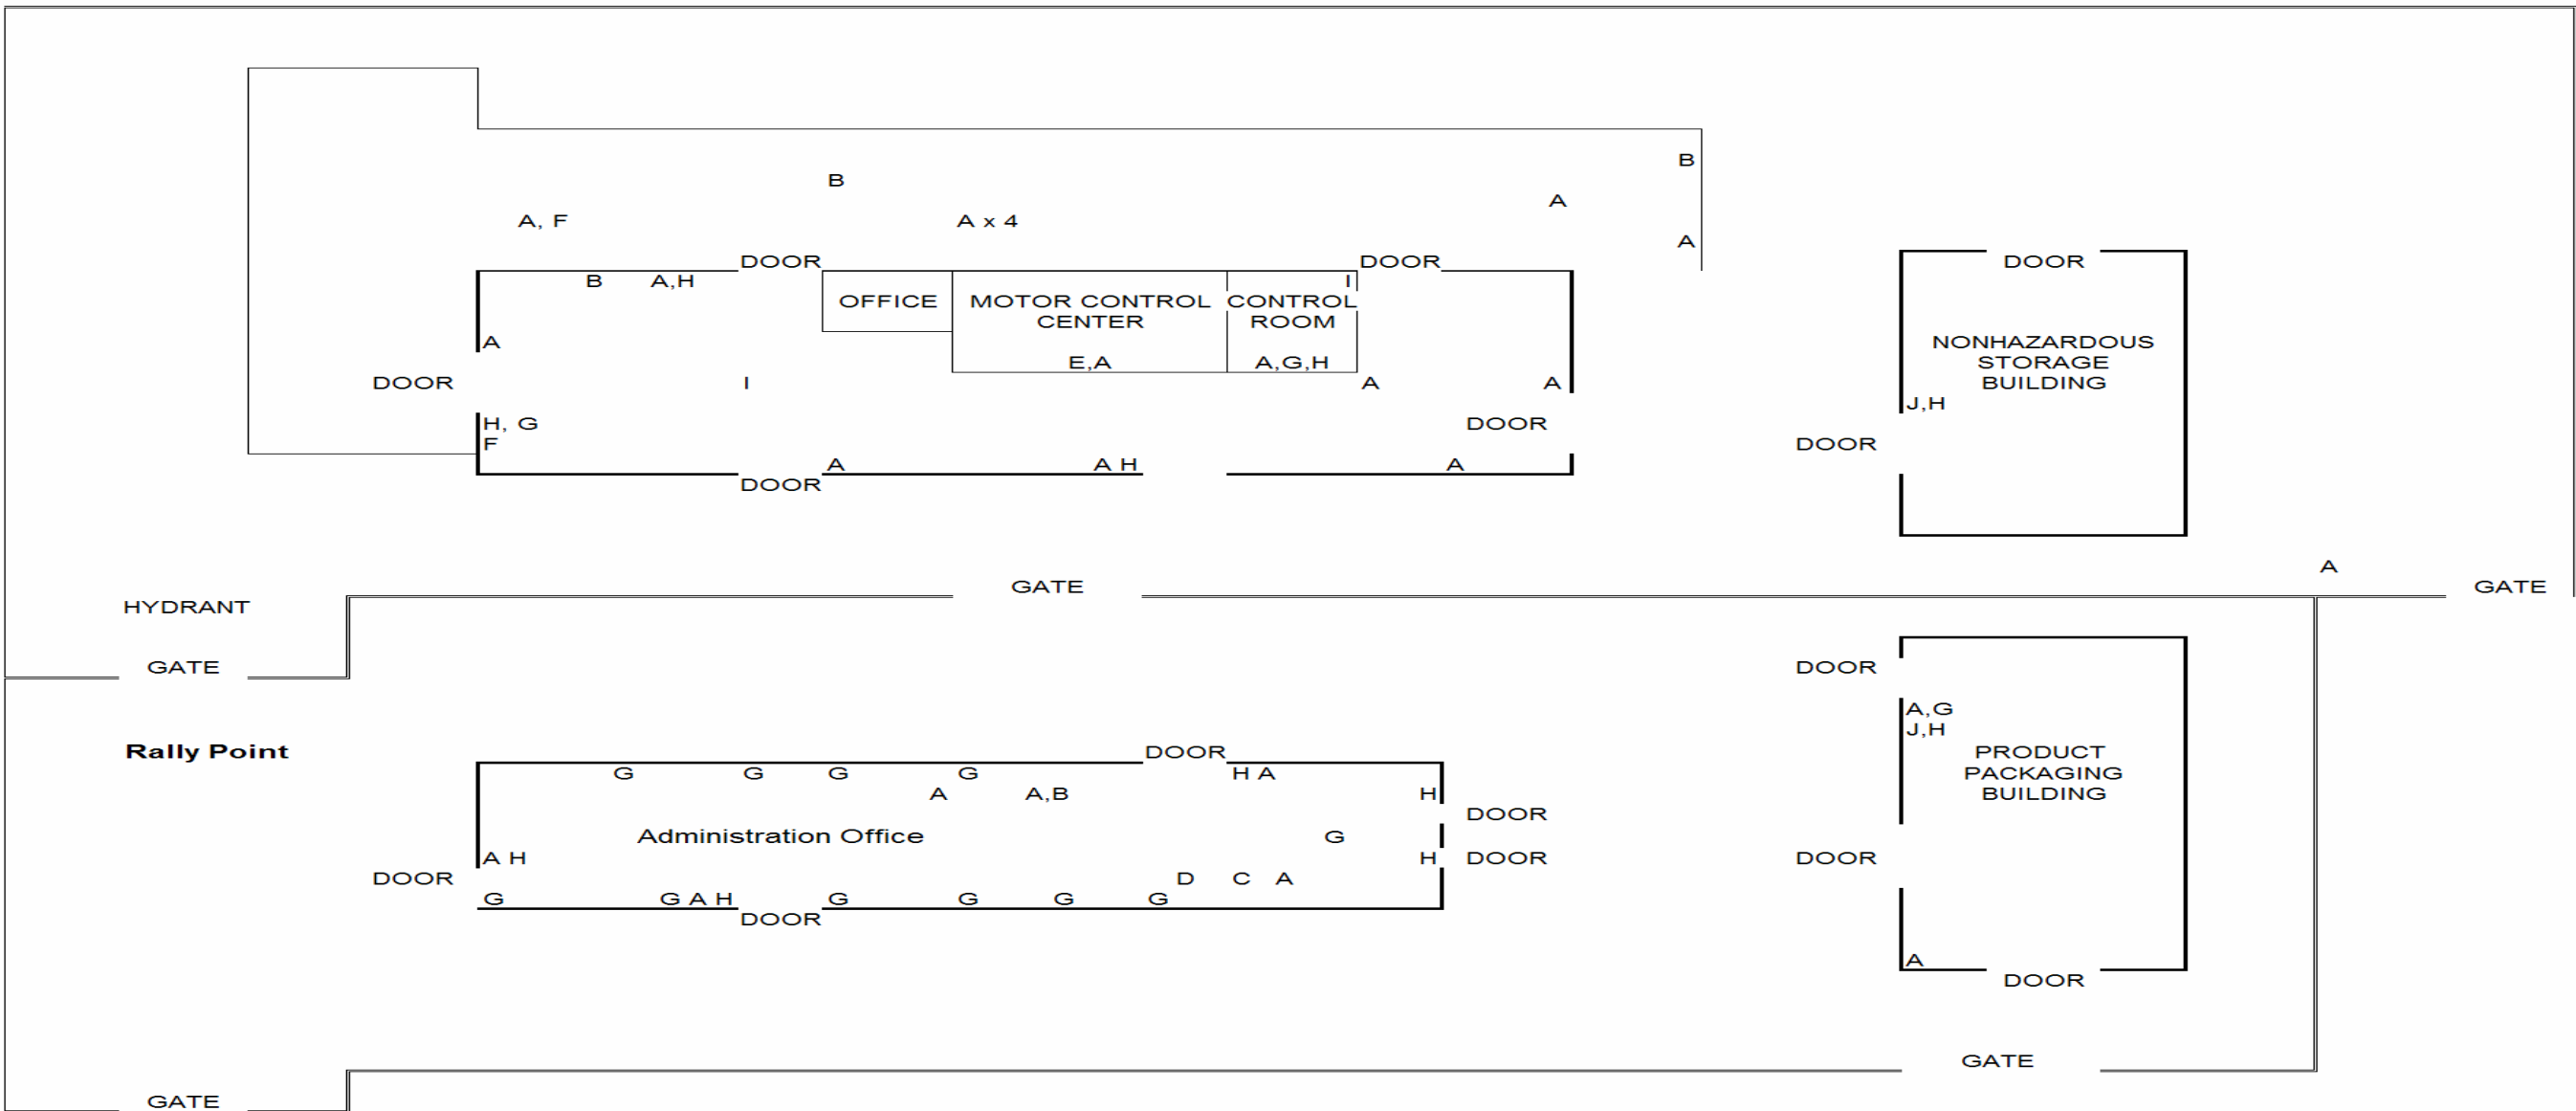 B
B
A
A, F
A x 4
A
DOOR
DOOR
DOOR
B
A,H
I
OFFICE
MOTOR CONTROL
CENTER
CONTROL
ROOM
NONHAZARDOUS
STORAGE
BUILDING
A
E,A
A,G,H
DOOR
I
A
A
J,H
H, G
F
DOOR
DOOR
A
A H
A
DOOR
A
GATE
GATE
HYDRANT
GATE
DOOR
A,G
J,H
Rally Point
DOOR
PRODUCT
PACKAGING
BUILDING
G
G
G
G
H A
A
A,B
H
DOOR
Administration Office
G
A H
H
DOOR
DOOR
DOOR
D
C
A
G
G A H
G
G
G
G
DOOR
A
DOOR
GATE
GATE